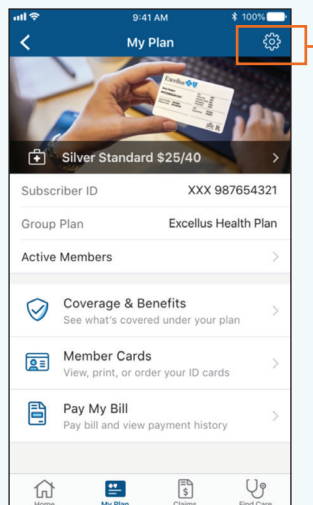 9:41 AM
100%
My Plan
Excellus
Silver Standard $25/40
Subscriber ID
XXX 987654321
Group Plan
Excellus Health Plan
Active Members
Coverage & Benefits
See what's covered under your plan
Member Cards
View, print, or order your ID cards
Pay My Bill
Pay bill and view payment history
Home
My Plan
Claims
Find Care